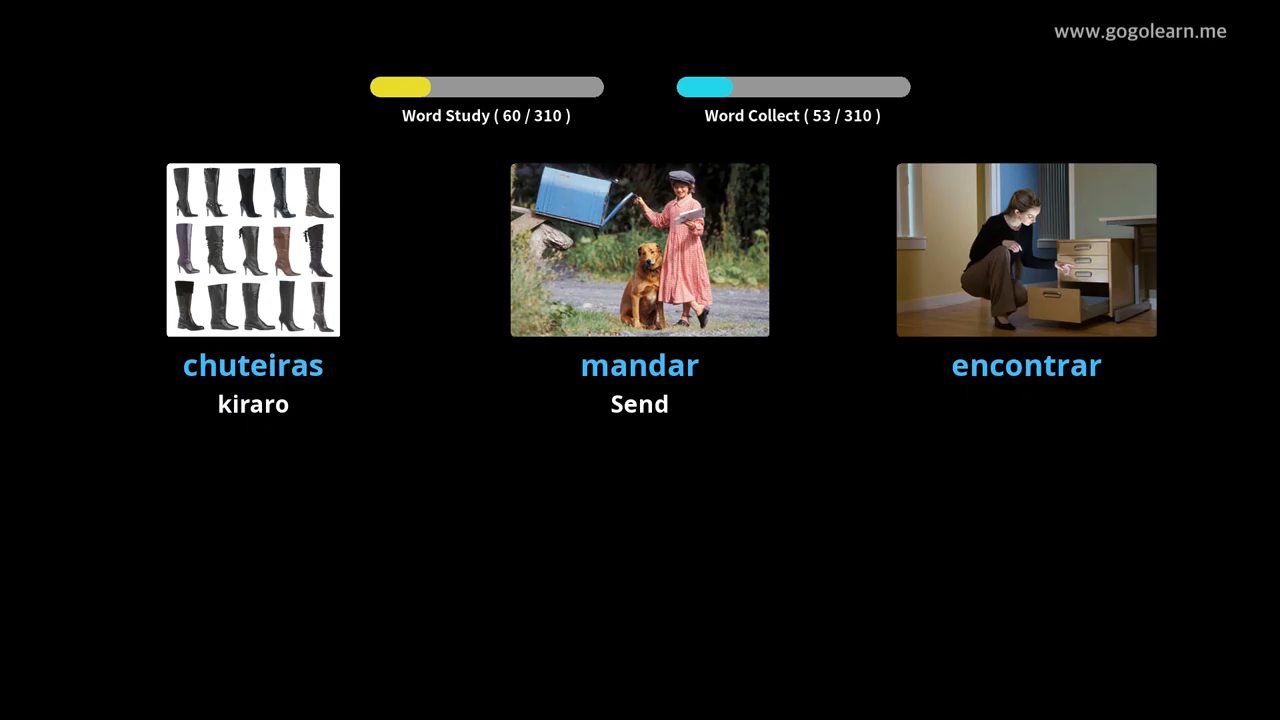 www.gogolearn.me
Word Study ( 60 / 310 )
Word Collect ( 53 / 310 )
chuteiras
kiraro
mandar
Send
encontrar